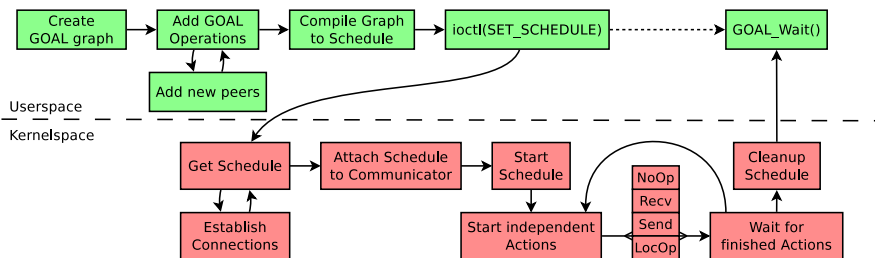 Create
GOAL graph
Add GOAL
Operations
Compile Graph
to Schedule
ioctl(SET_SCHEDULE)
GOAL_Wait()
Add new peers
Userspace
Kernelspace
Get Schedule
Attach Schedule
to Communicator
Start
Schedule
Cleanup
Schedule
Establish
Connections
Start independent
Actions
NoOp
Recv
Send
LocOp
Wait for
finished Actions